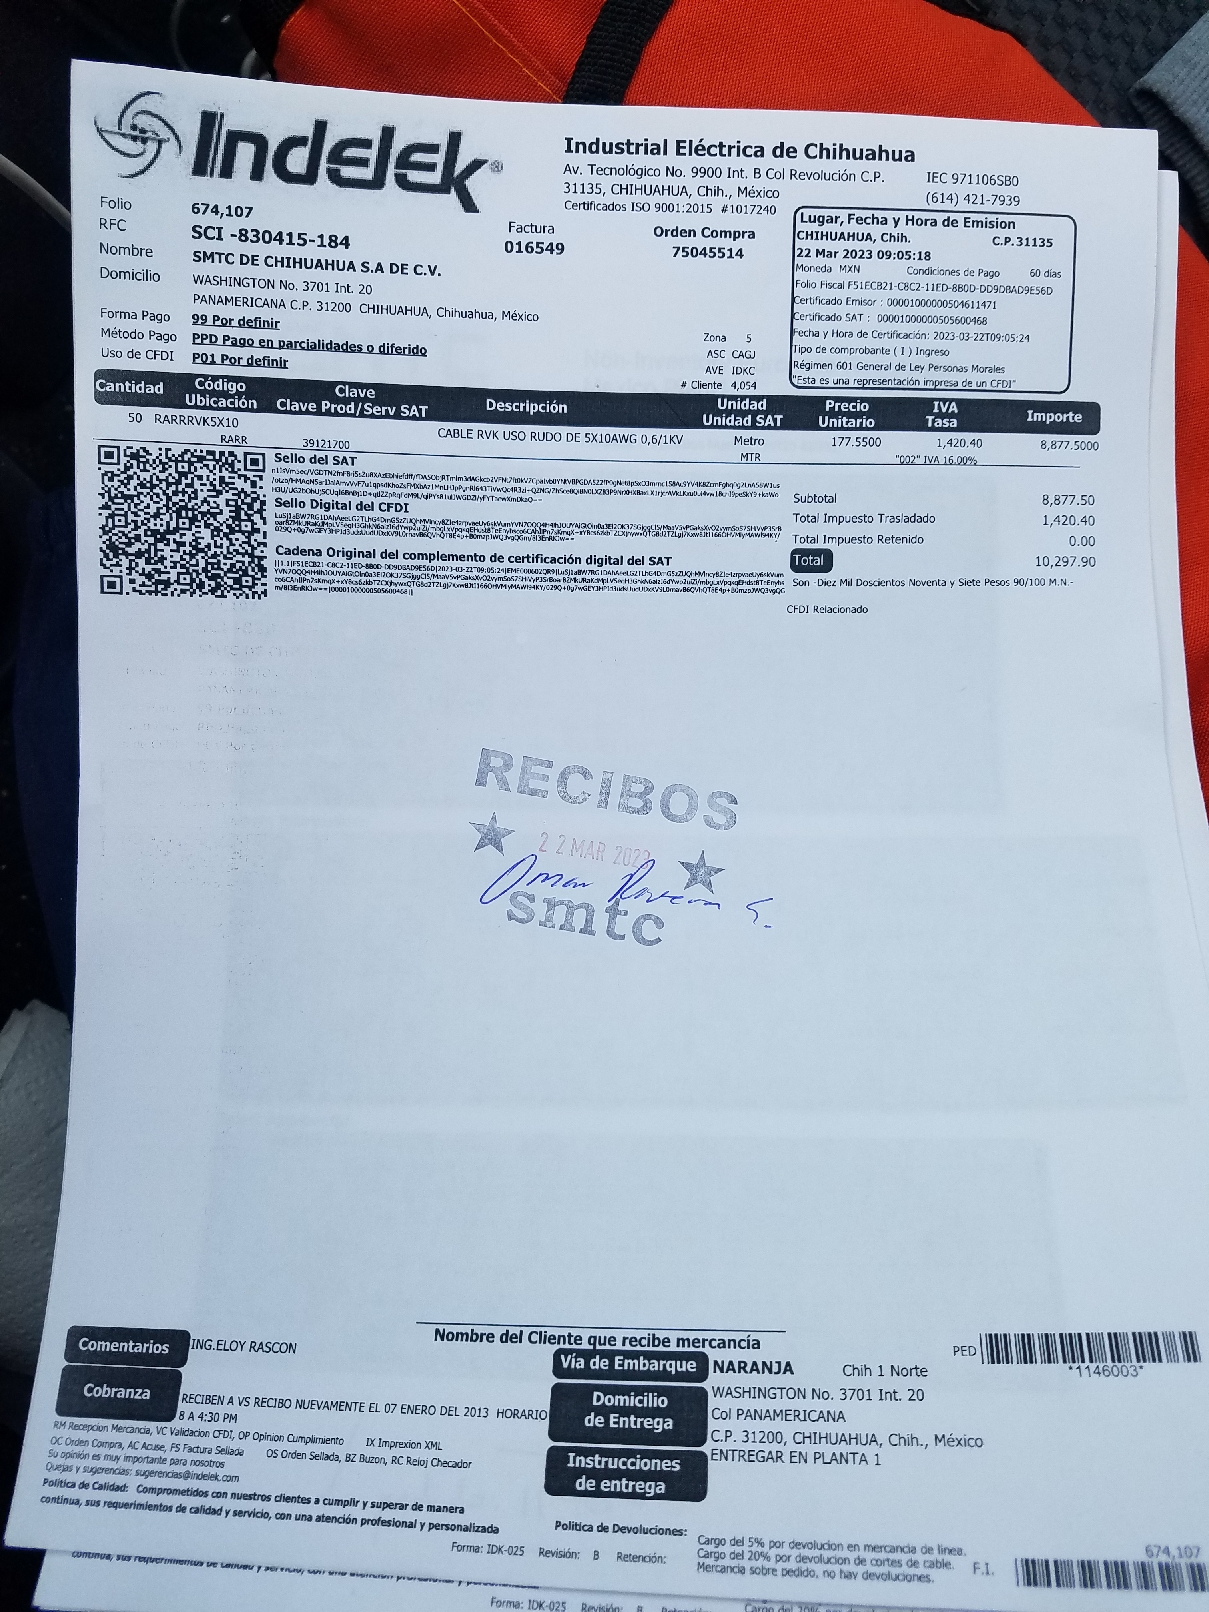 Indelek®
Industrial Eléctrica de Chihuahua
Av. Tecnológico No. 9900 Int. B Col Revolución C.P.
31135, CHIHUAHUA, Chih., México
Certificados ISO 9001:2015 #1017240
IEC 971106SB0
(614) 421-7939
Folio 674,107
RFC SCI -830415-184
Nombre SMTC DE CHIHUAHUA S.A DE C.V.
Domicilio WASHINGTON No. 3701 Int. 20
PANAMERICANA C.P. 31200 CHIHUAHUA, Chihuahua, México
Forma Pago 99 Por definir
Método Pago PPD Pago en parcialidades o diferido
Uso de CFDI P01 Por definir
Factura
016549
Orden Compra
75045514
Zona 5
ASC CAGJ
AVE IDKC
# Cliente 4,054
Lugar, Fecha y Hora de Emision
CHIHUAHUA, Chih. C.P.31135
22 Mar 2023 09:05:18
Moneda MXN Condiciones de Pago 60 días
Folio Fiscal F51ECB21-C8C2-11ED-8B0D-DD9DBAD9E56D
Certificado Emisor : 00001000000504611471
Certificado SAT : 00001000000505600468
Fecha y Hora de Certificación: 2023-03-22T09:05:24
Tipo de comprobante ( I ) Ingreso
Régimen 601 General de Ley Personas Morales
"Esta es una representación impresa de un CFDI"
Cantidad Código Ubicación Clave Clave Prod/Serv SAT Descripción Unidad Unidad SAT Precio Unitario IVA Tasa Importe
50 RARRRVK5X10 CABLE RVK USO RUDO DE 5X10AWG 0,6/1KV Metro 177.5500 1,420.40 8,877.5000
RARR 39121700 MTR "002" IVA 16.00%
Sello del SAT
Sello Digital del CFDI
Cadena Original del complemento de certificación digital del SAT
Subtotal 8,877.50
Total Impuesto Trasladado 1,420.40
Total Impuesto Retenido 0.00
Total 10,297.90
Son -Diez Mil Doscientos Noventa y Siete Pesos 90/100 M.N.-
CFDI Relacionado
RECIBOS
22 MAR 2023
Omar
smtc
Nombre del Cliente que recibe mercancía
Comentarios ING.ELOY RASCON
Cobranza RECIBEN A VS RECIBO NUEVAMENTE EL 07 ENERO DEL 2013 HORARIO
8 A 4:30 PM
RM Recepcion Mercancia, VC Validacion CFDI, OP Opinion Cumplimiento IX Imprexion XML
OC Orden Compra, AC Acuse, FS Factura Sellada OS Orden Sellada, BZ Buzon, RC Reloj Checador
Su opinión es muy importante para nosotros
Quejas y sugerencias: sugerencias@indelek.com
Política de Calidad: Comprometidos con nuestros clientes a cumplir y superar de manera
continua, sus requerimientos de calidad y servicio, con una atención profesional y personalizada
Vía de Embarque NARANJA Chih 1 Norte
Domicilio de Entrega
WASHINGTON No. 3701 Int. 20
Col PANAMERICANA
C.P. 31200, CHIHUAHUA, Chih., México
Instrucciones de entrega
ENTREGAR EN PLANTA 1
PED *1146003*
Forma: IDK-025 Revisión: B Retención:
Politica de Devoluciones: Cargo del 5% por devolucion en mercancia de linea.
Cargo del 20% por devolucion de cortes de cable.
Mercancia sobre pedido, no hay devoluciones.
F.I. 674,107
Forma: IDK-025 Revisión: B